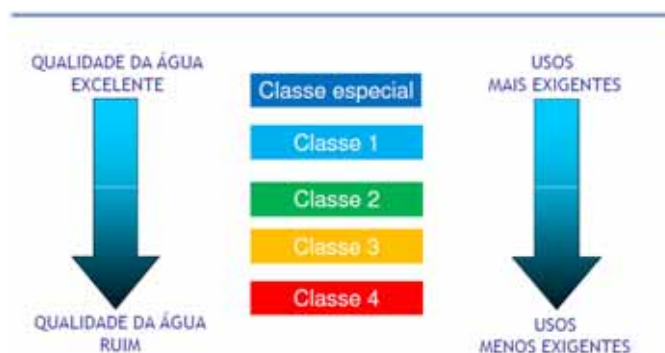 QUALIDADE DA ÁGUA
EXCELENTE
USOS
MAIS EXIGENTES
Classe especial
Classe 1
Classe 2
Classe 3
Classe 4
QUALIDADE DA ÁGUA
RUIM
USOS
MENOS EXIGENTES